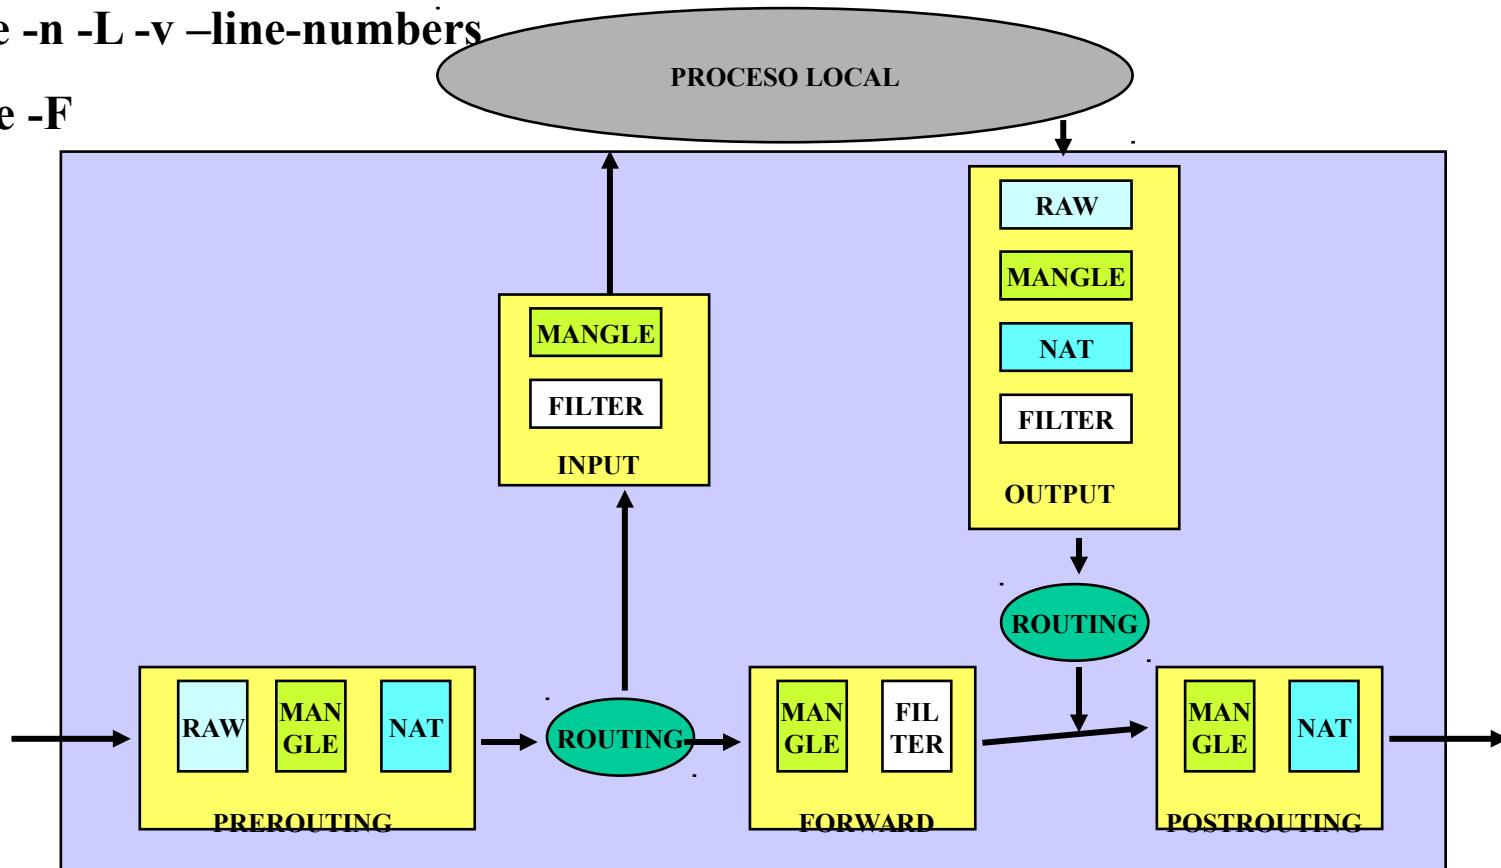 e -n -L -v –line-numbers
e -F
PROCESO LOCAL
RAW
MANGLE
NAT
FILTER
OUTPUT
MANGLE
FILTER
INPUT
ROUTING
RAW
MAN
GLE
NAT
PREROUTING
ROUTING
MAN
GLE
FIL
TER
FORWARD
MAN
GLE
NAT
POSTROUTING